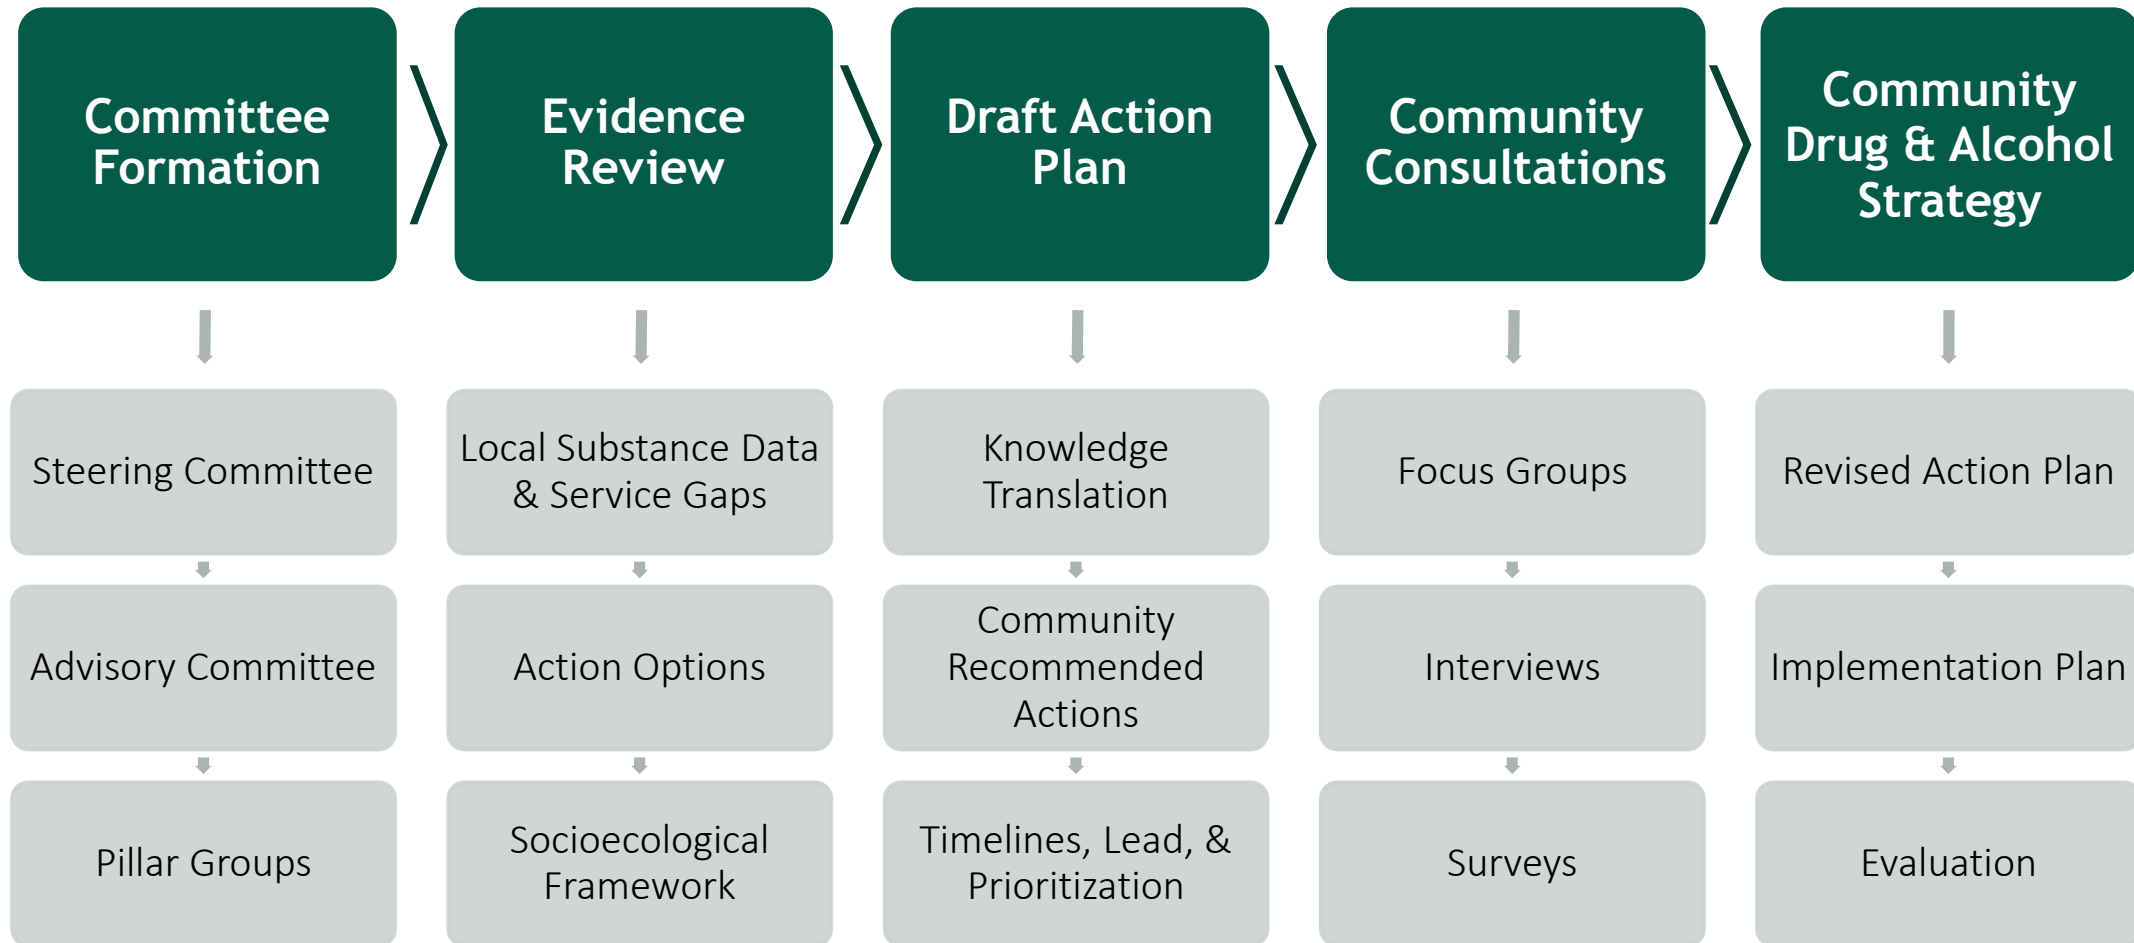 Committee
Formation
Evidence
Review
Draft Action
Plan
Community
Consultations
Community
Drug & Alcohol
Strategy
Steering Committee
Advisory Committee
Pillar Groups
Local Substance Data
& Service Gaps
Action Options
Socioecological
Framework
Knowledge
Translation
Community
Recommended
Actions
Timelines, Lead, &
Prioritization
Focus Groups
Interviews
Surveys
Revised Action Plan
Implementation Plan
Evaluation